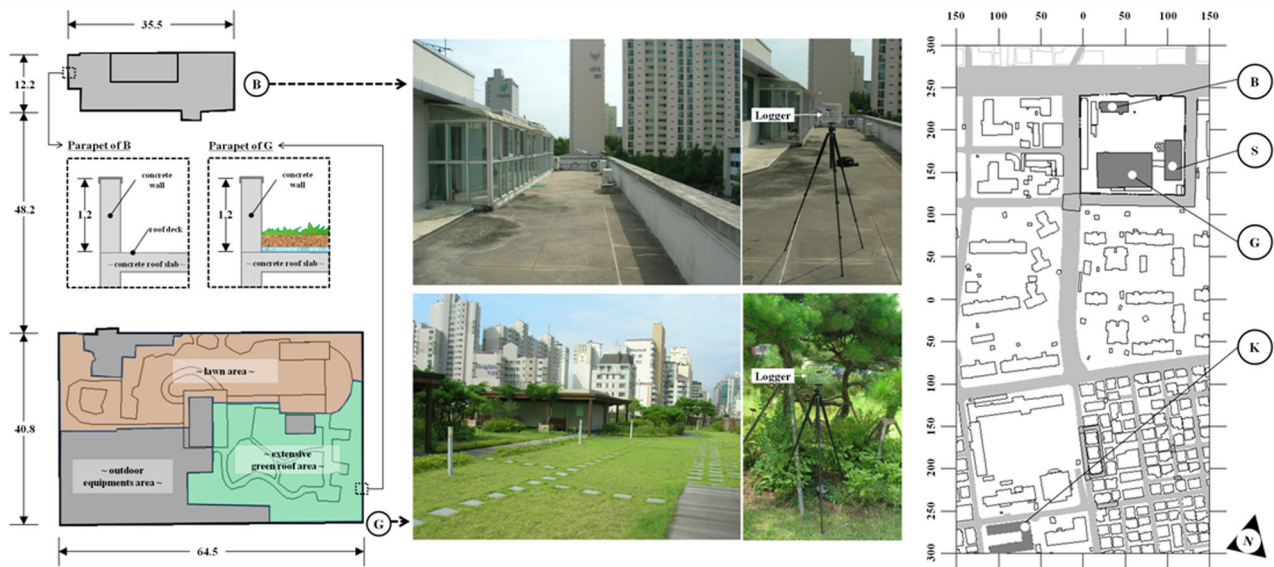 35.5
12.2
B
Parapet of B
Parapet of G
concrete
wall
1.2
roof deck
~ concrete roof slab ~
concrete
wall
1.2
~ concrete roof slab ~
48.2
40.8
~ lawn area ~
~ outdoor
equipments area ~
~ extensive
green roof area ~
G
64.5
Logger
Logger
150 100 50 0 50 100 150
300
250
200
150
100
50
0
50
100
150
200
250
300
B
S
G
K
N